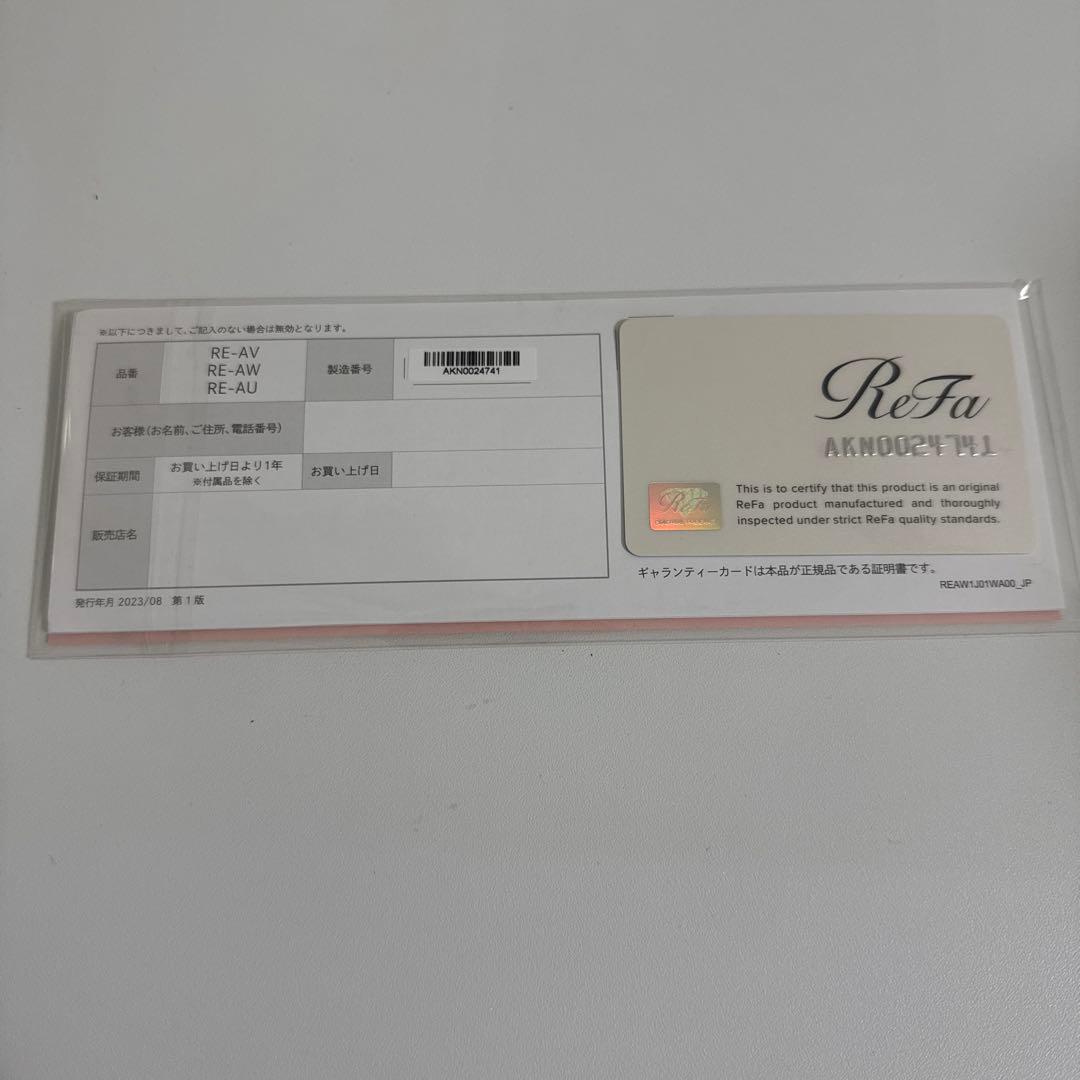 ※以下につきまして、ご記入のない場合は無効となります。
品番
RE-AV
RE-AW
RE-AU
製造番号
AKN0024741
お客様(お名前、ご住所、電話番号)
保証期間
お買い上げ日より1年
※付属品を除く
お買い上げ日
販売店名
発行年月 2023/08 第1版
ReFa
AKN0024741
ReFa
This is to certify that this product is an original
ReFa product manufactured and thoroughly
inspected under strict ReFa quality standards.
ギャランティーカードは本品が正規品である証明書です。
REAW1J01WA00_JP